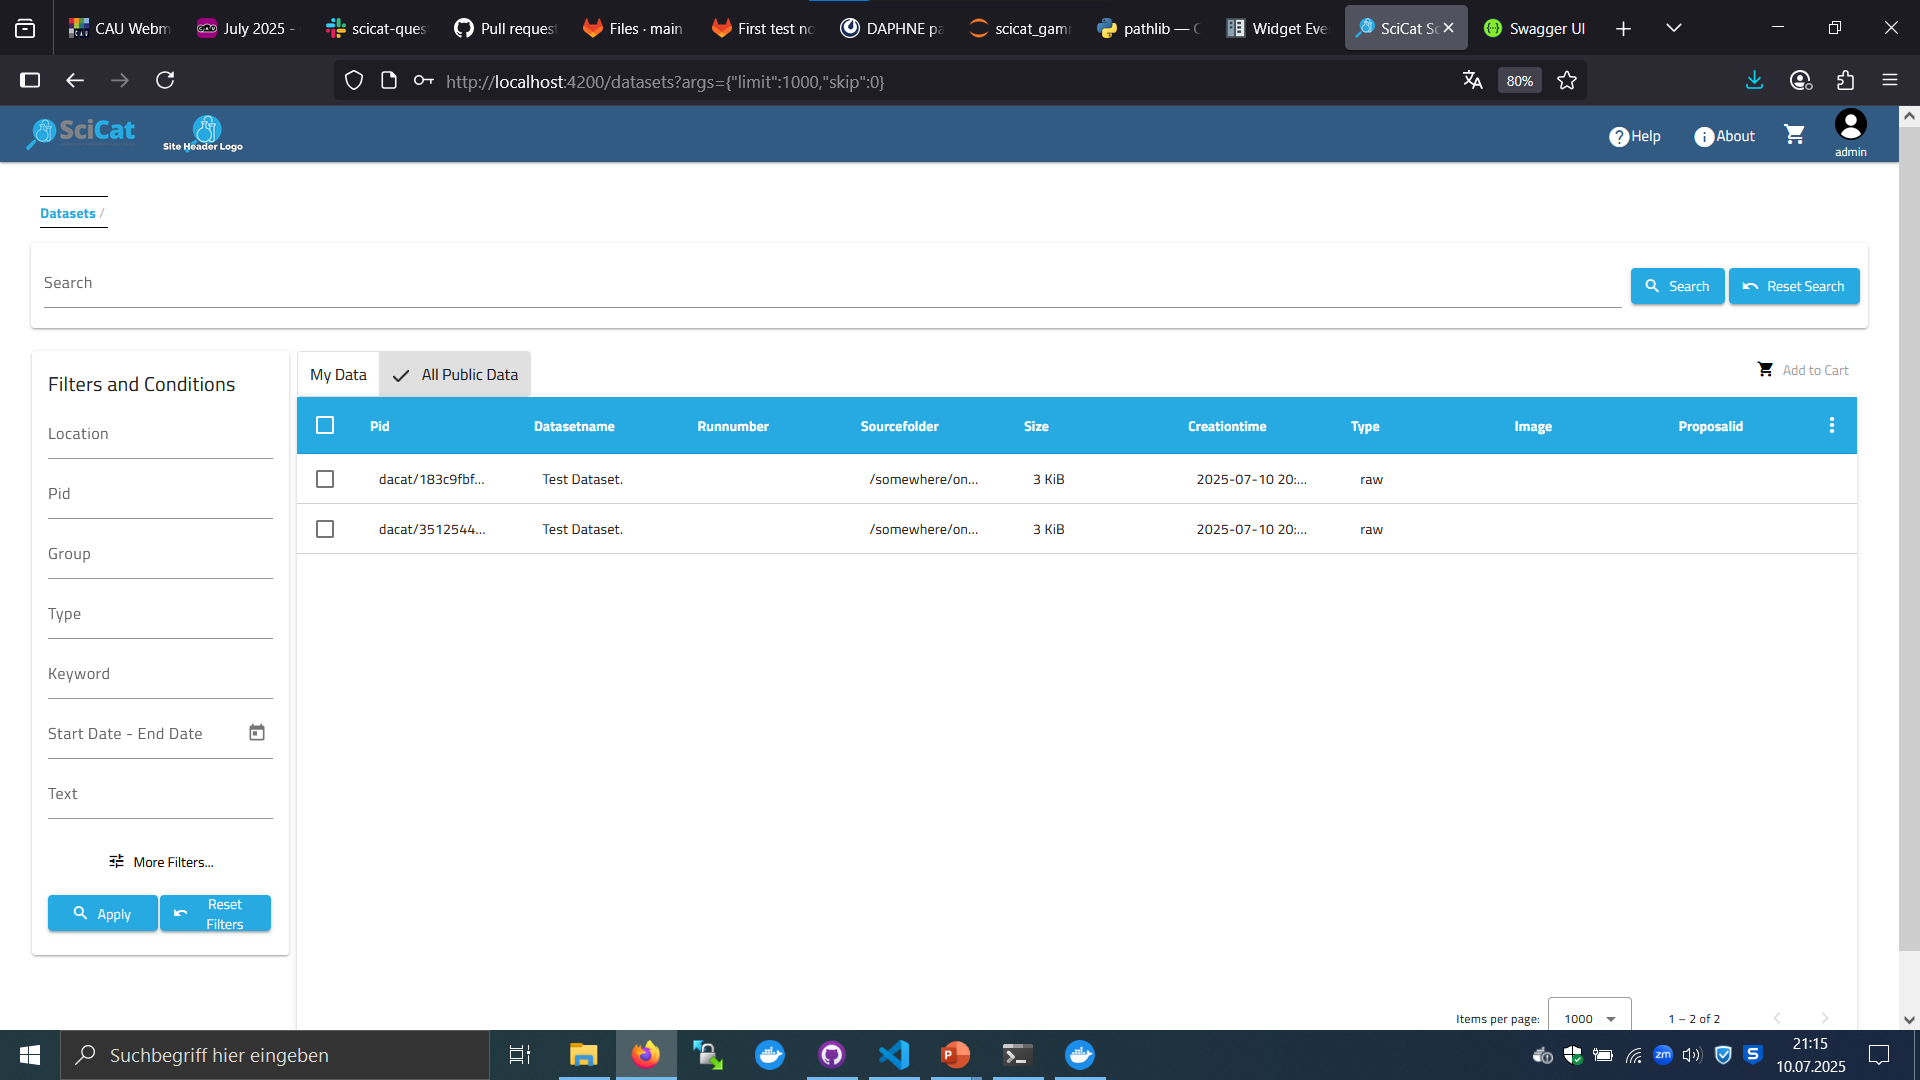 CAU Webm
July 2025 -
scicat-ques
Pull request
Files · main
First test no
DAPHNE pa
scicat_gam
pathlib — C
Widget Eve
SciCat Sc
Swagger UI
http://localhost:4200/datasets?args={"limit":1000,"skip":0}
80%
SciCat
Site Header Logo
Help
About
admin
Datasets /
Search
Search
Reset Search
Filters and Conditions
Location
Pid
Group
Type
Keyword
Start Date - End Date
Text
More Filters...
Apply
Reset Filters
My Data
All Public Data
Add to Cart
Pid Datasetname Runnumber Sourcefolder Size Creationtime Type Image Proposalid
dacat/183c9fbf... Test Dataset. /somewhere/on... 3 KiB 2025-07-10 20:... raw
dacat/3512544... Test Dataset. /somewhere/on... 3 KiB 2025-07-10 20:... raw
Items per page: 1000 1 – 2 of 2
Suchbegriff hier eingeben
zm
S
21:15
10.07.2025